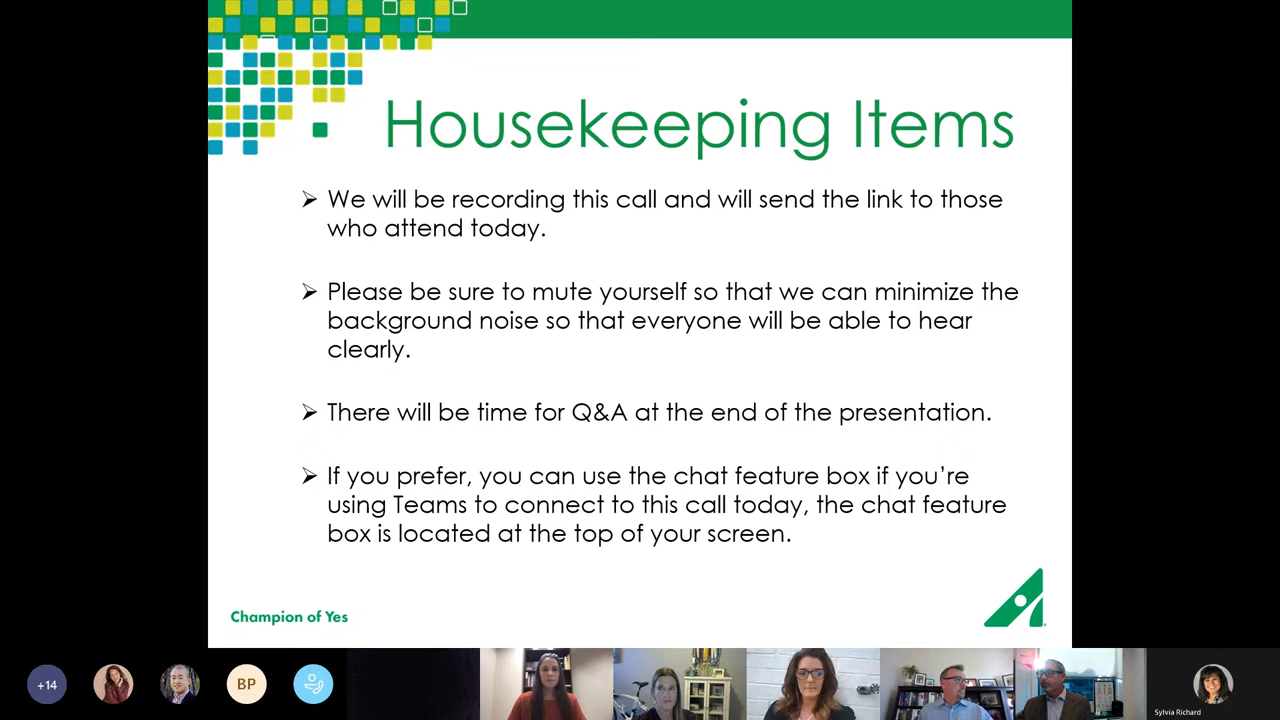 Housekeeping Items
➢ We will be recording this call and will send the link to those
who attend today.
➢ Please be sure to mute yourself so that we can minimize the
background noise so that everyone will be able to hear
clearly.
➢ There will be time for Q&A at the end of the presentation.
➢ If you prefer, you can use the chat feature box if you’re
using Teams to connect to this call today, the chat feature
box is located at the top of your screen.
Champion of Yes
+14
BP
Sylvia Richard